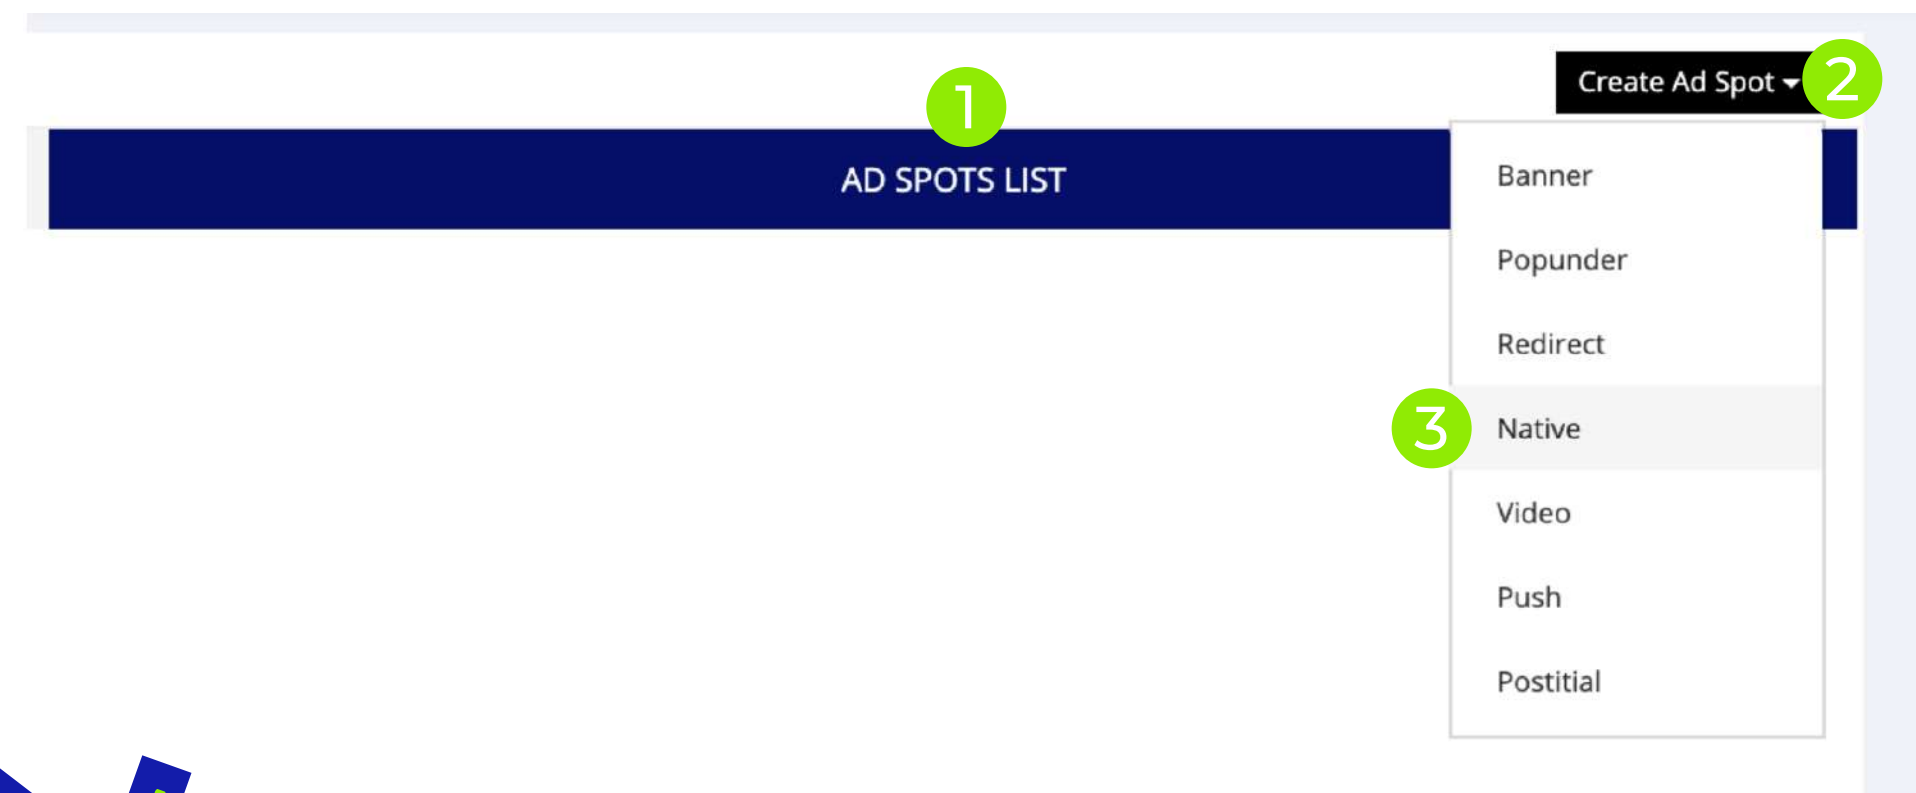 Create Ad Spot
2
1
AD SPOTS LIST
Banner
Popunder
Redirect
3
Native
Video
Push
Postitial